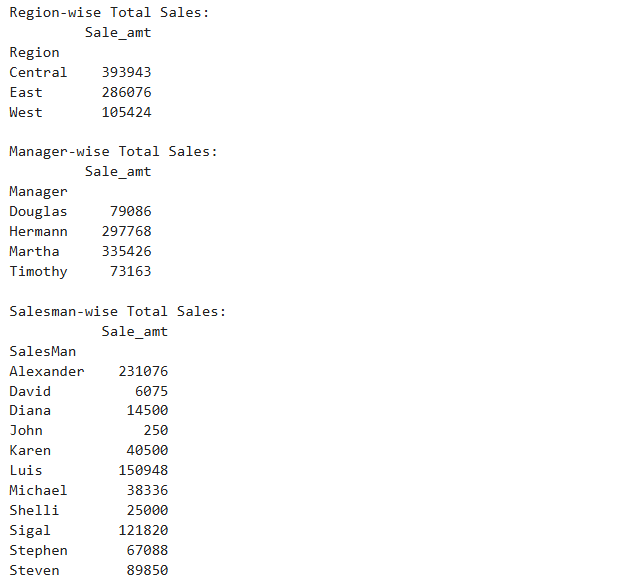 Region-wise Total Sales:
Sale_amt
Region
Central 393943
East 286076
West 105424
Manager-wise Total Sales:
Sale_amt
Manager
Douglas 79086
Hermann 297768
Martha 335426
Timothy 73163
Salesman-wise Total Sales:
Sale_amt
SalesMan
Alexander 231076
David 6075
Diana 14500
John 250
Karen 40500
Luis 150948
Michael 38336
Shelli 25000
Sigal 121820
Stephen 67088
Steven 89850